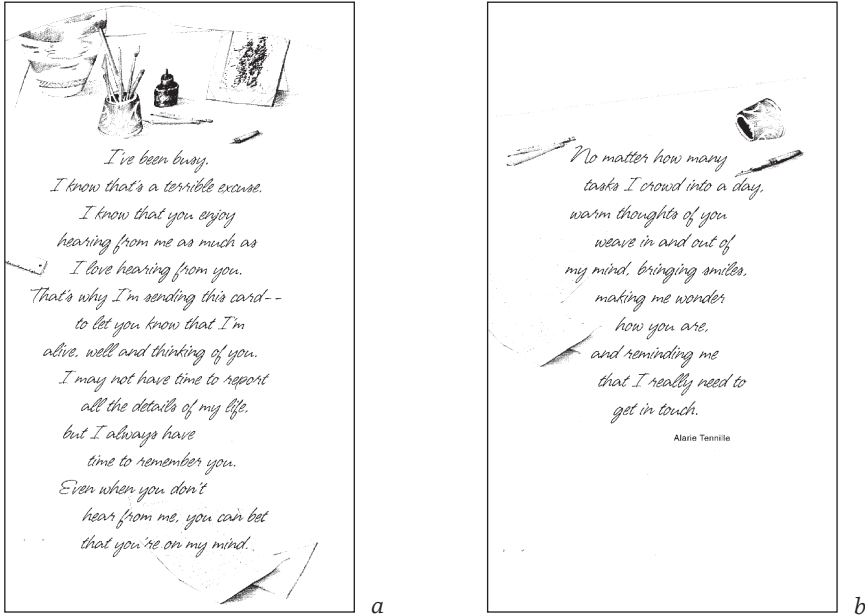 I've been busy.
I know that's a terrible excuse.
I know that you enjoy
hearing from me as much as
I love hearing from you.
That's why I'm sending this card--
to let you know that I'm
alive, well and thinking of you.
I may not have time to report
all the details of my life,
but I always have
time to remember you.
Even when you don't
hear from me, you can bet
that you're on my mind.
a
No matter how many
tasks I crowd into a day,
warm thoughts of you
weave in and out of
my mind, bringing smiles,
making me wonder
how you are,
and reminding me
that I really need to
get in touch.
Alarie Tennille
b